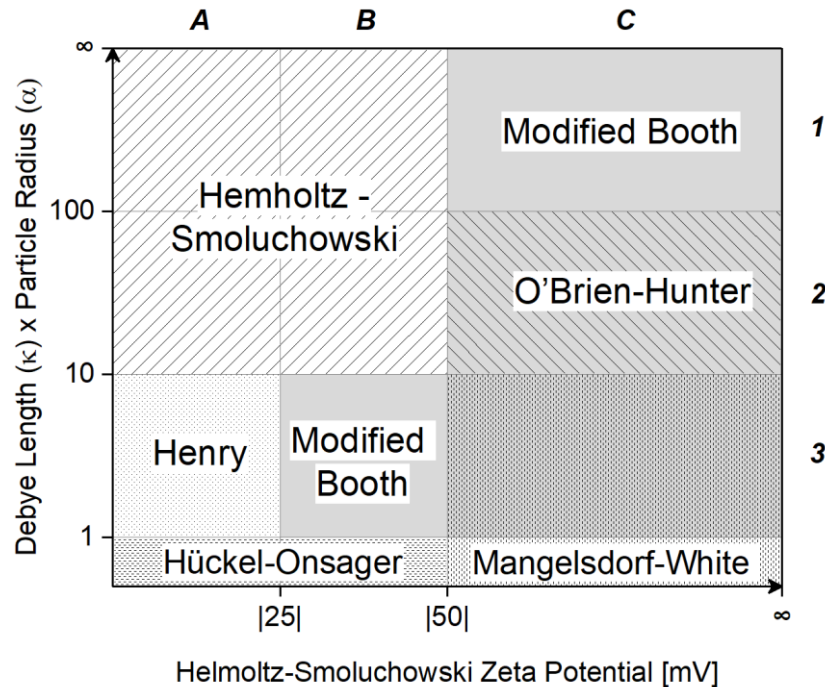 A B C
∞
Modified Booth
1
Hemholtz -
Smoluchowski
100
O'Brien-Hunter
2
10
Henry
Modified
Booth
3
1
Hückel-Onsager
Mangelsdorf-White
|25| |50| ∞
Debye Length (κ) x Particle Radius (α)
Helmoltz-Smoluchowski Zeta Potential [mV]